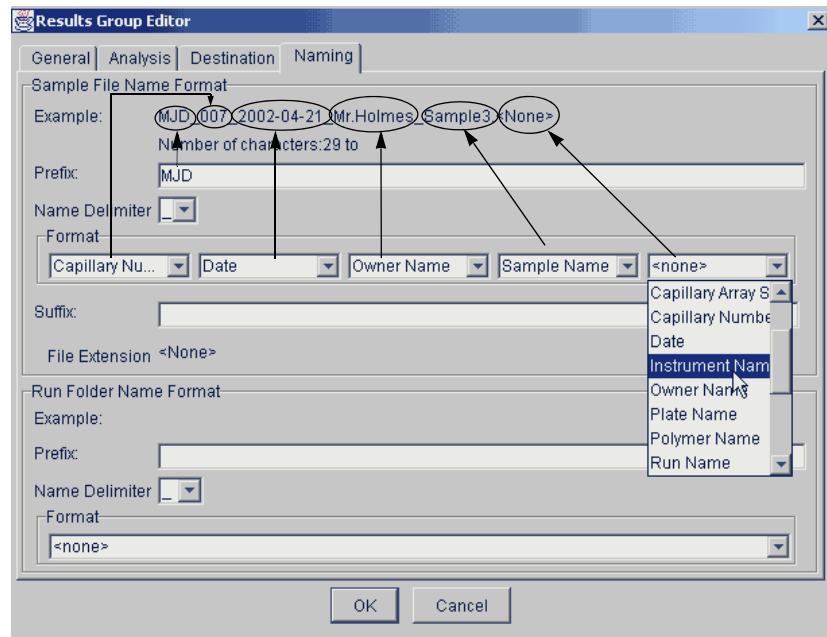 Results Group Editor
General Analysis Destination Naming
Sample File Name Format
Example: MJD_007_2002-04-21_Mr.Holmes_Sample3.<None>
Number of characters:29 to
Prefix: MJD
Name Delimiter _
Format
Capillary Nu... Date Owner Name Sample Name <none>
Capillary Array S
Capillary Numbe
Date
Instrument Nam
Owner Name
Plate Name
Polymer Name
Run Name
Suffix:
File Extension <None>
Run Folder Name Format
Example:
Prefix:
Name Delimiter _
Format
<none>
OK Cancel